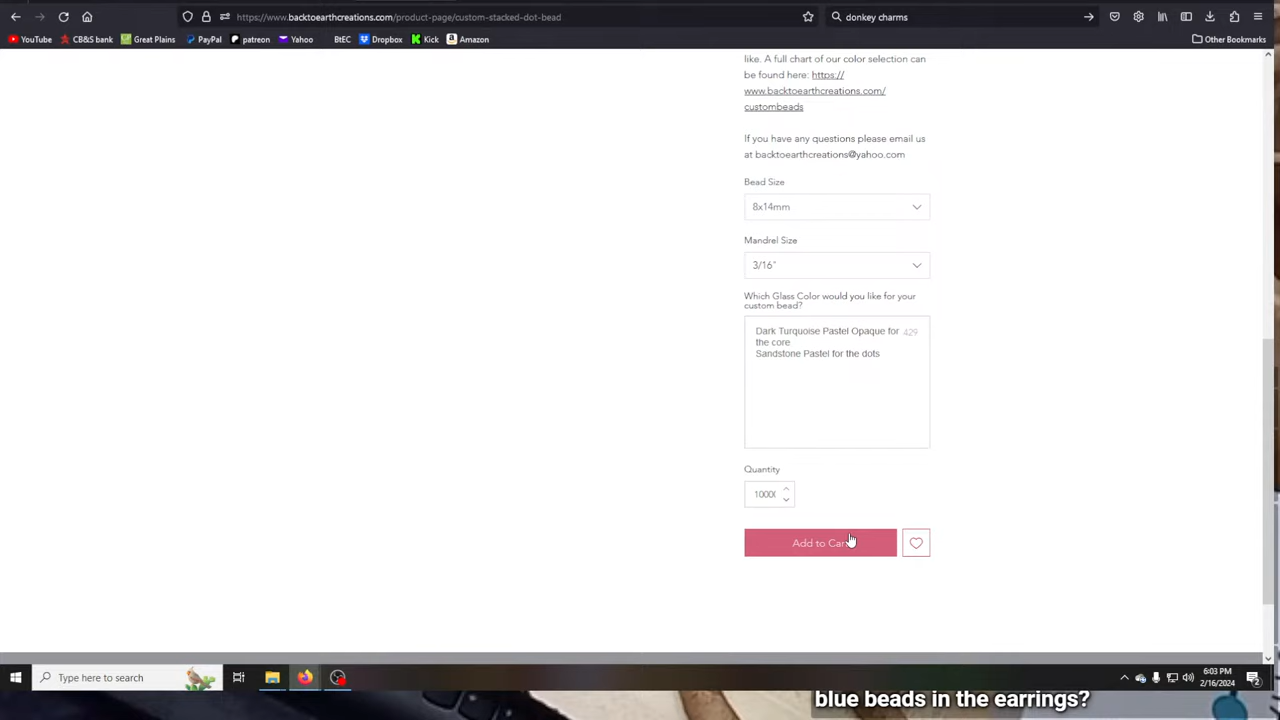 https://www.backtoearthcreations.com/product-page/custom-stacked-dot-bead
donkey charms
YouTube
CB&S bank
Great Plains
PayPal
patreon
Yahoo
BtEC
Dropbox
Kick
Amazon
Other Bookmarks
like. A full chart of our color selection can
be found here: https://
www.backtoearthcreations.com/
custombeads
If you have any questions please email us
at backtoearthcreations@yahoo.com
Bead Size
8x14mm
Mandrel Size
3/16"
Which Glass Color would you like for your
custom bead?
Dark Turquoise Pastel Opaque for
429
the core
Sandstone Pastel for the dots
Quantity
Add to Cart
Type here to search
6:03 PM
2/16/2024
2
blue beads in the earrings?